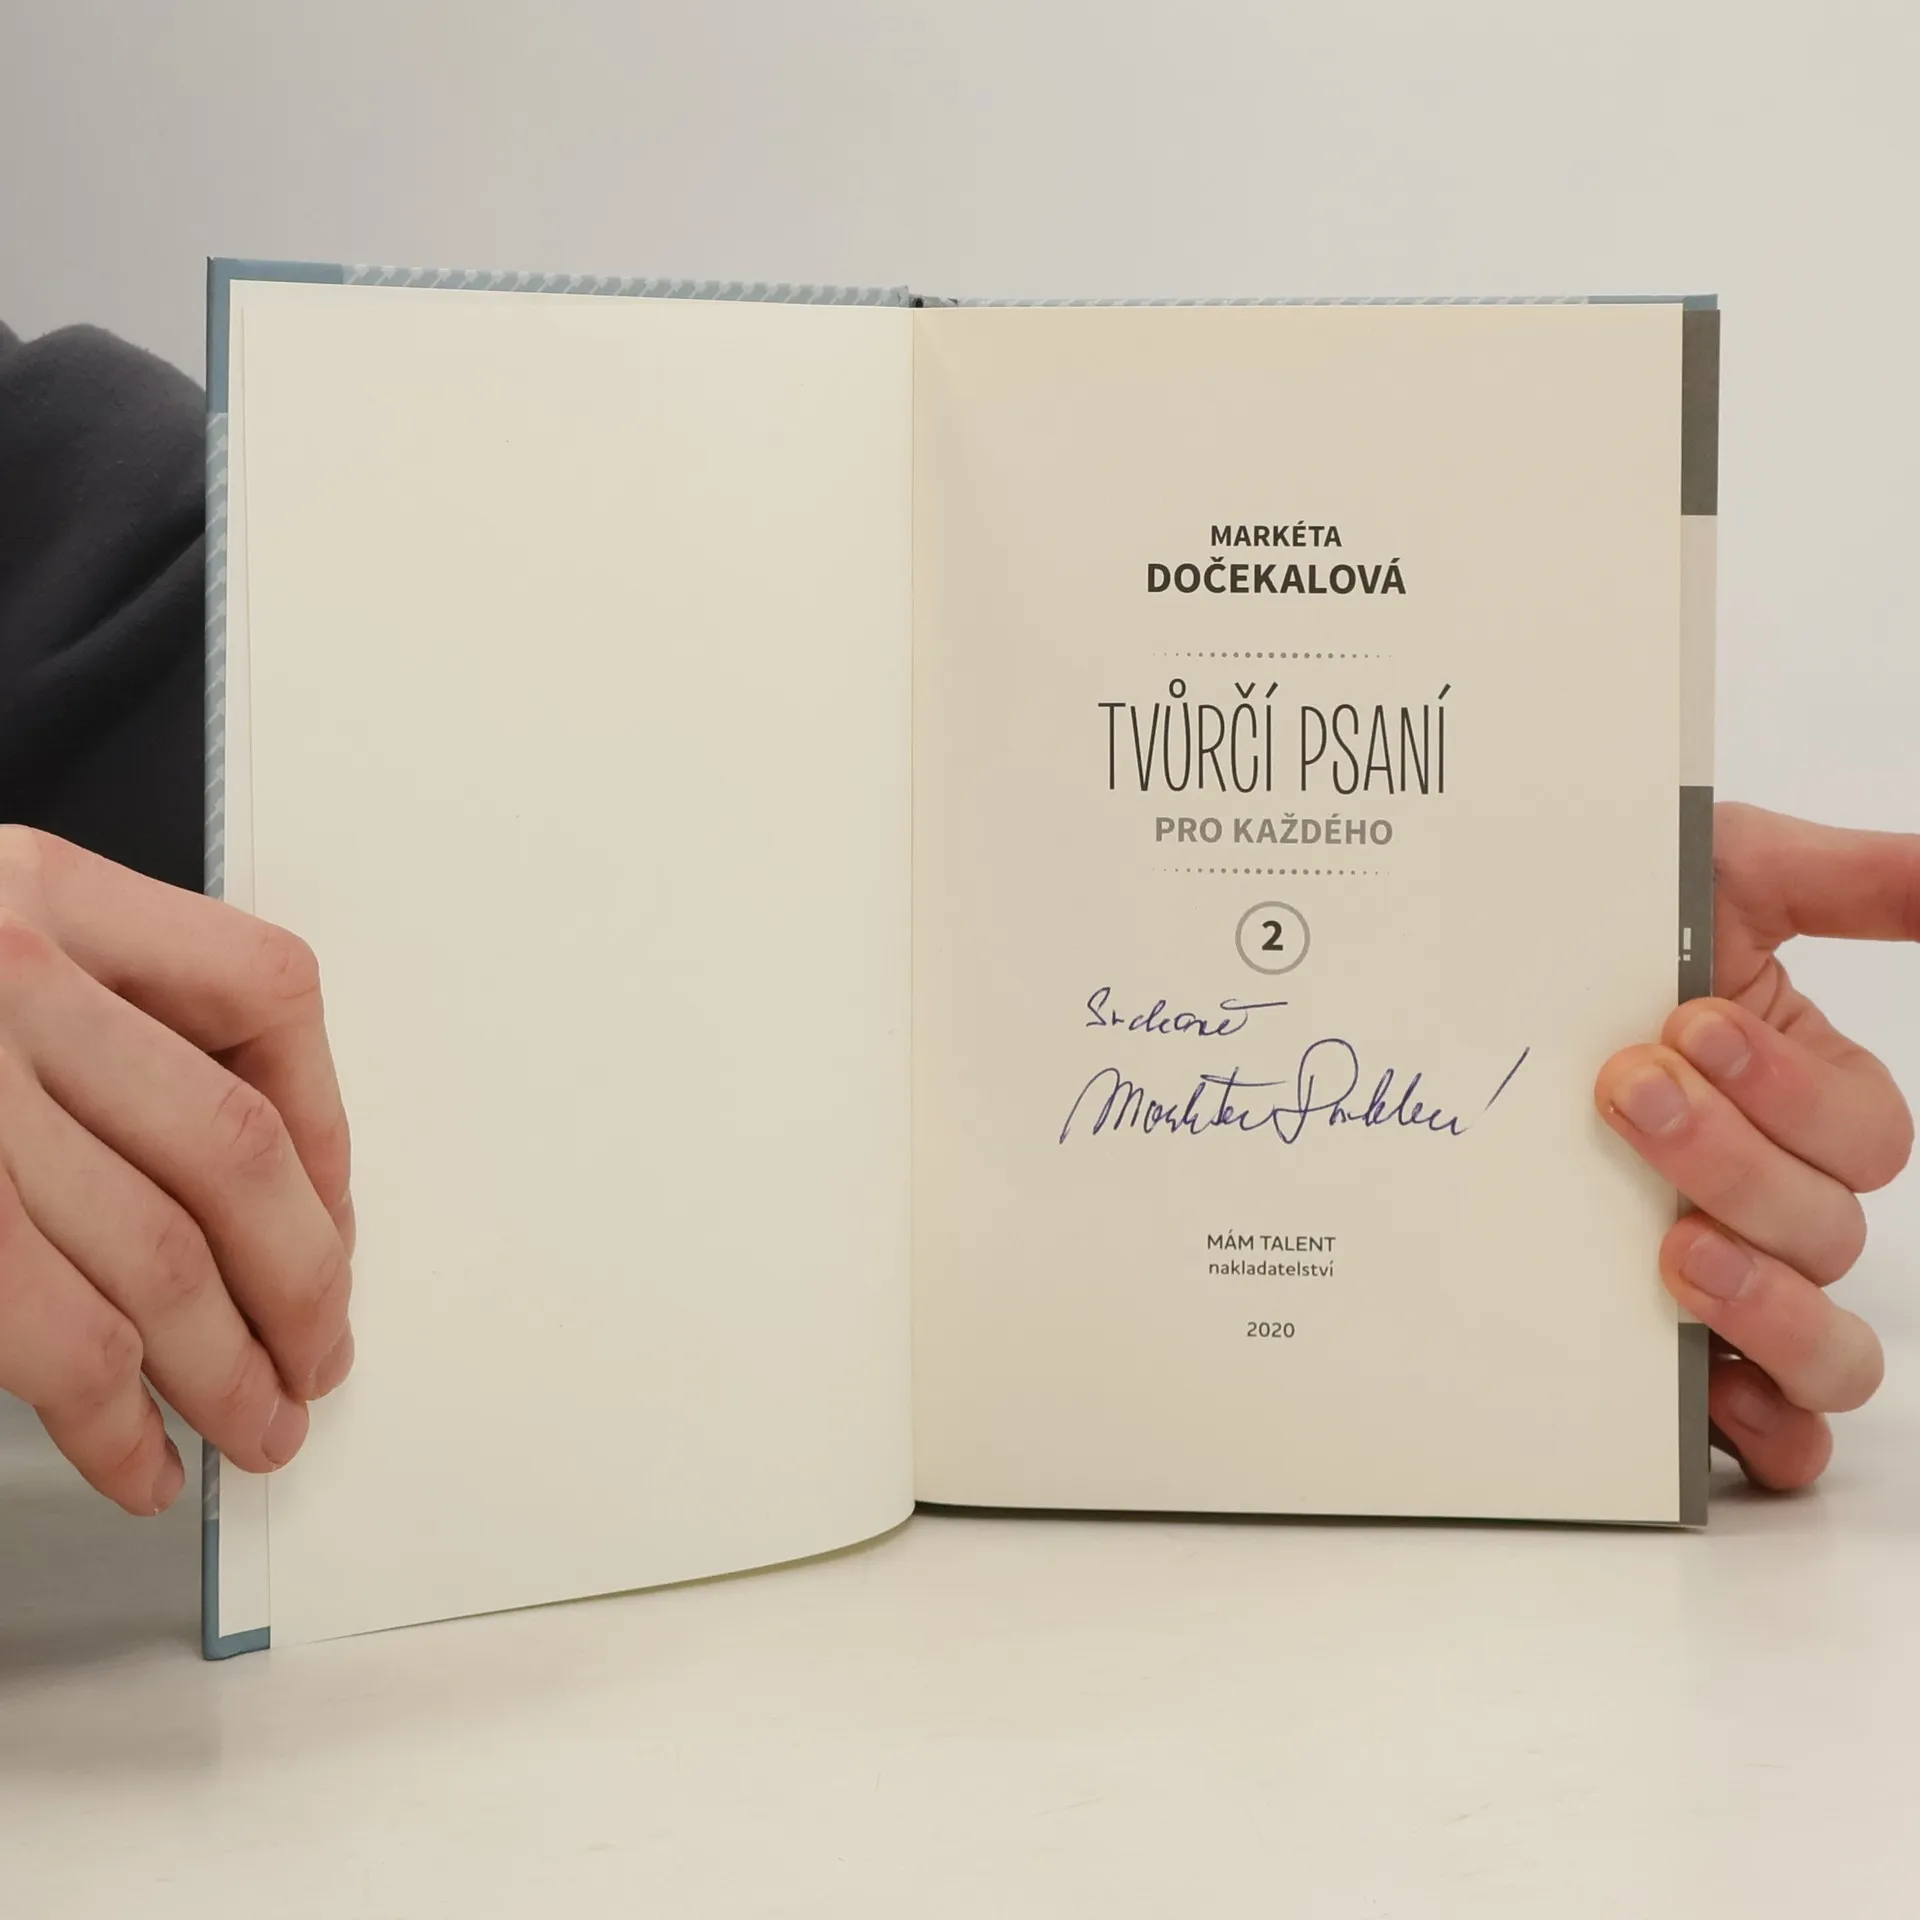 MARKÉTA
DOČEKALOVÁ
TVŮRČÍ PSANÍ
PRO KAŽDÉHO
2
!
Srdečně
MÁM TALENT
nakladatelství
2020